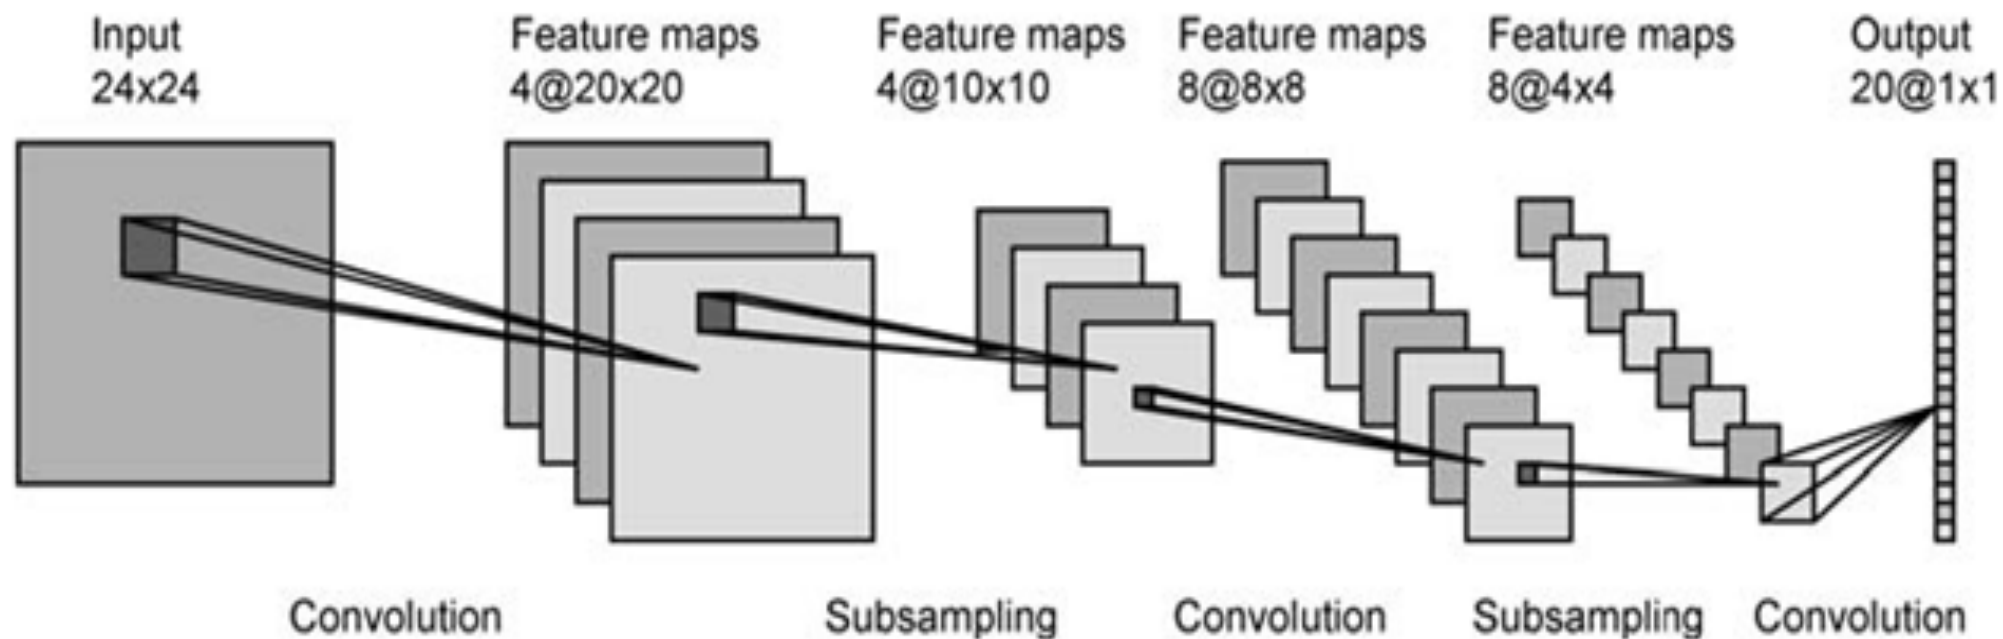 Input
24x24
Feature maps
4@20x20
Feature maps
4@10x10
Feature maps
8@8x8
Feature maps
8@4x4
Output
20@1x1
Convolution
Subsampling
Convolution
Subsampling
Convolution